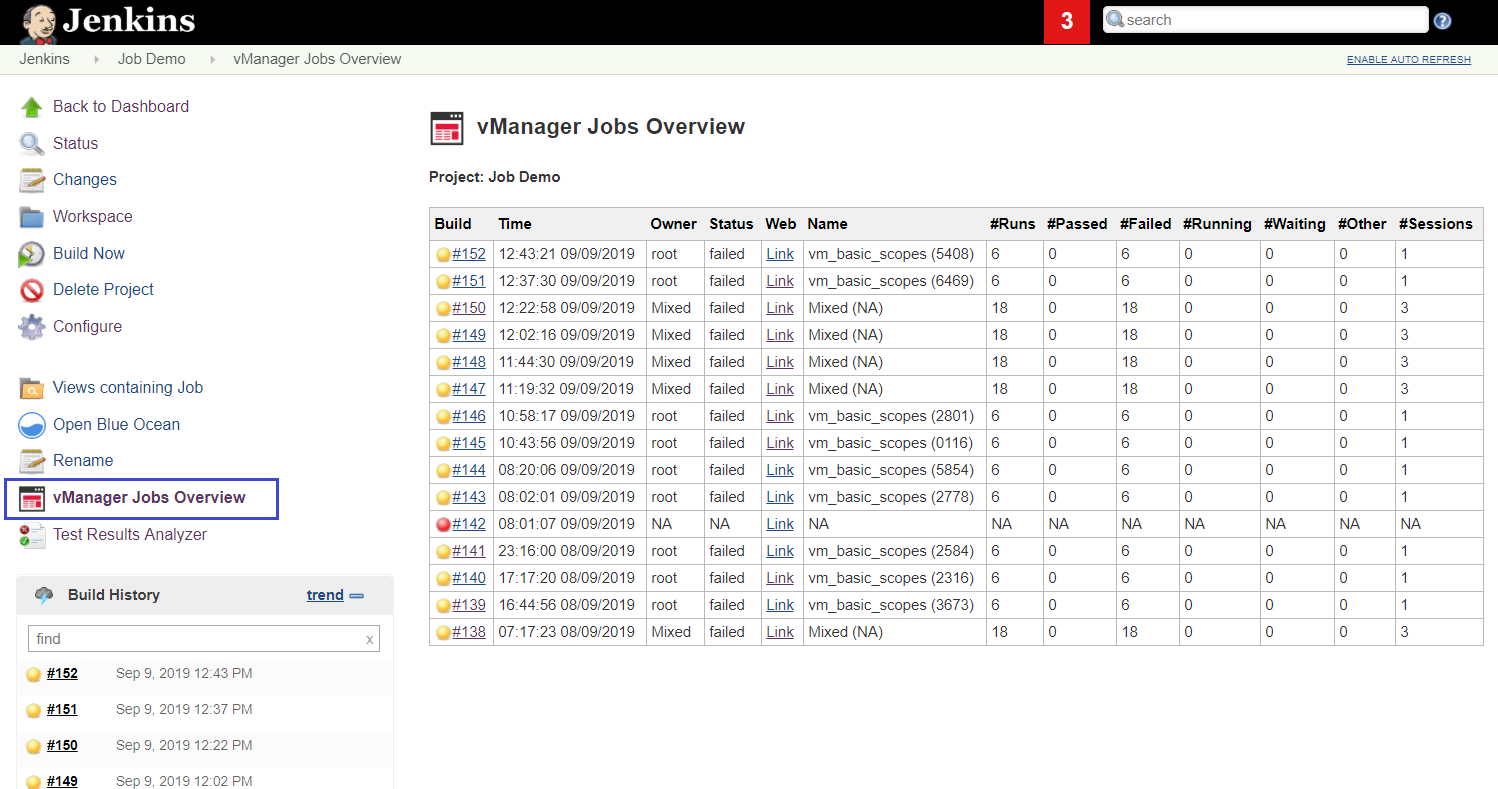 Jenkins
3
search
Jenkins Job Demo vManager Jobs Overview
ENABLE AUTO REFRESH
Back to Dashboard
Status
Changes
Workspace
Build Now
Delete Project
Configure
Views containing Job
Open Blue Ocean
Rename
vManager Jobs Overview
Test Results Analyzer
Build History trend
find x
#152 Sep 9, 2019 12:43 PM
#151 Sep 9, 2019 12:37 PM
#150 Sep 9, 2019 12:22 PM
#149 Sep 9, 2019 12:02 PM
vManager Jobs Overview
Project: Job Demo
Build Time Owner Status Web Name #Runs #Passed #Failed #Running #Waiting #Other #Sessions
#152 12:43:21 09/09/2019 root failed Link vm_basic_scopes (5408) 6 0 6 0 0 0 1
#151 12:37:30 09/09/2019 root failed Link vm_basic_scopes (6469) 6 0 6 0 0 0 1
#150 12:22:58 09/09/2019 Mixed failed Link Mixed (NA) 18 0 18 0 0 0 3
#149 12:02:16 09/09/2019 Mixed failed Link Mixed (NA) 18 0 18 0 0 0 3
#148 11:44:30 09/09/2019 Mixed failed Link Mixed (NA) 18 0 18 0 0 0 3
#147 11:19:32 09/09/2019 Mixed failed Link Mixed (NA) 18 0 18 0 0 0 3
#146 10:58:17 09/09/2019 root failed Link vm_basic_scopes (2801) 6 0 6 0 0 0 1
#145 10:43:56 09/09/2019 root failed Link vm_basic_scopes (0116) 6 0 6 0 0 0 1
#144 08:20:06 09/09/2019 root failed Link vm_basic_scopes (5854) 6 0 6 0 0 0 1
#143 08:02:01 09/09/2019 root failed Link vm_basic_scopes (2778) 6 0 6 0 0 0 1
#142 08:01:07 09/09/2019 NA NA Link NA NA NA NA NA NA NA NA
#141 23:16:00 08/09/2019 root failed Link vm_basic_scopes (2584) 6 0 6 0 0 0 1
#140 17:17:20 08/09/2019 root failed Link vm_basic_scopes (2316) 6 0 6 0 0 0 1
#139 16:44:56 08/09/2019 root failed Link vm_basic_scopes (3673) 6 0 6 0 0 0 1
#138 07:17:23 08/09/2019 Mixed failed Link Mixed (NA) 18 0 18 0 0 0 3